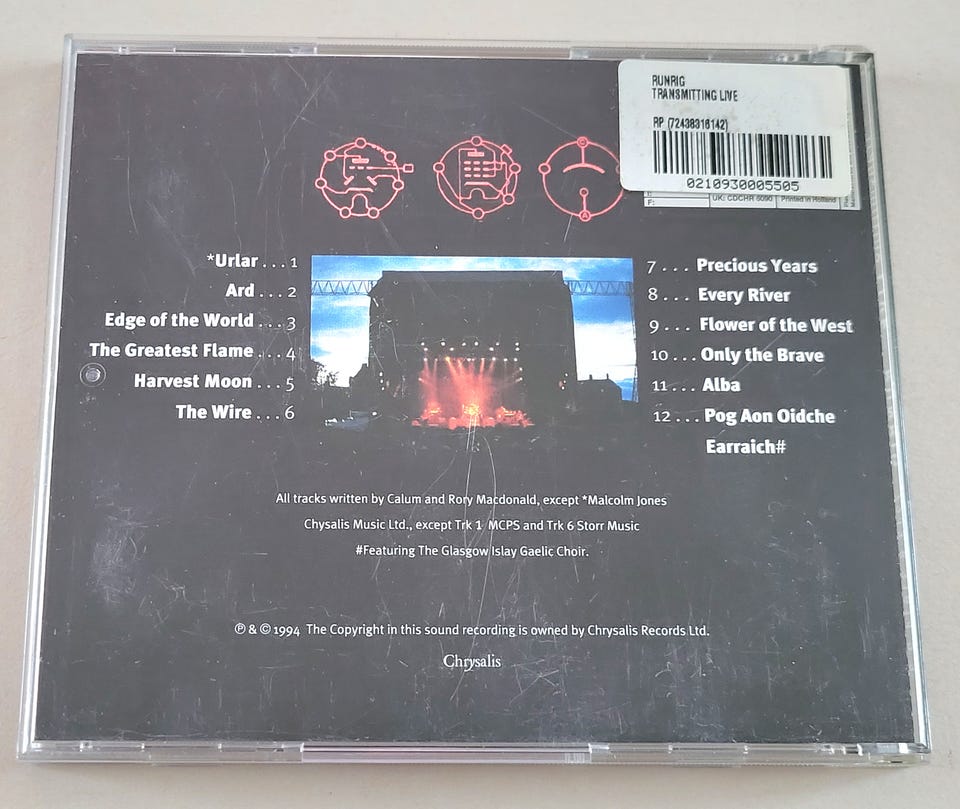 RUNRIG
TRANSMITTING LIVE
RP (72438316142)
0210930005505
F:
UK: CDCHR 6090
Printed in Holland
*Urlar . . . 1
Ard . . . 2
Edge of the World . . . 3
The Greatest Flame . . . 4
Harvest Moon . . . 5
The Wire . . . 6
7 . . . Precious Years
8 . . . Every River
9 . . . Flower of the West
10 . . . Only the Brave
11 . . . Alba
12 . . . Pog Aon Oidche
Earraich#
All tracks written by Calum and Rory Macdonald, except *Malcolm Jones
Chysalis Music Ltd., except Trk 1 MCPS and Trk 6 Storr Music
#Featuring The Glasgow Islay Gaelic Choir.
℗ & © 1994 The Copyright in this sound recording is owned by Chrysalis Records Ltd.
Chrysalis